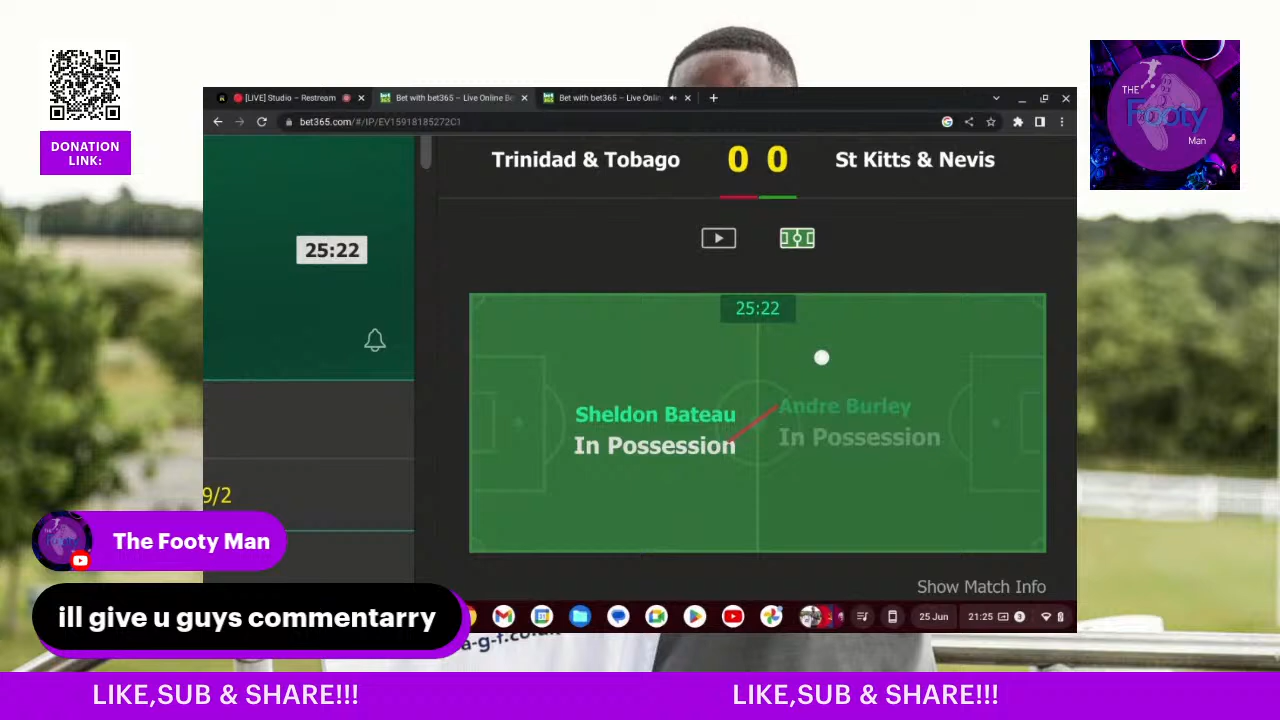 DONATION
LINK:
[LIVE] Studio – Restream
Bet with bet365 – Live Online Be
Bet with bet365 – Live Onlin
bet365.com/#/IP/EV15918185272C1
THE
Footy
Man
Trinidad & Tobago 0 0 St Kitts & Nevis
25:22
25:22
Sheldon Bateau
In Possession
Andre Burley
In Possession
9/2
Show Match Info
The Footy Man
ill give u guys commentarry
25 Jun
21:25
3
LIKE,SUB & SHARE!!! LIKE,SUB & SHARE!!!